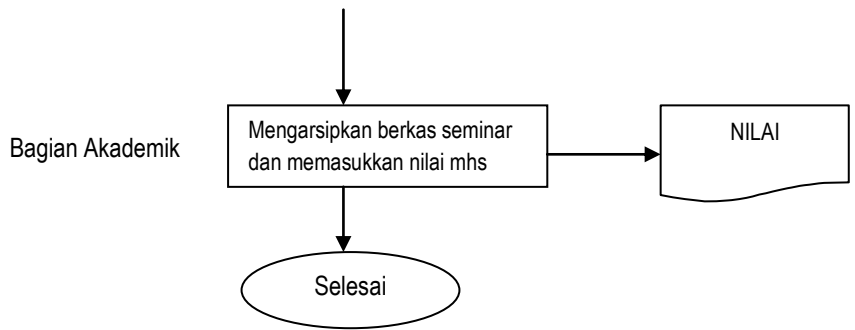 Bagian Akademik
Mengarsipkan berkas seminar
dan memasukkan nilai mhs
NILAI
Selesai